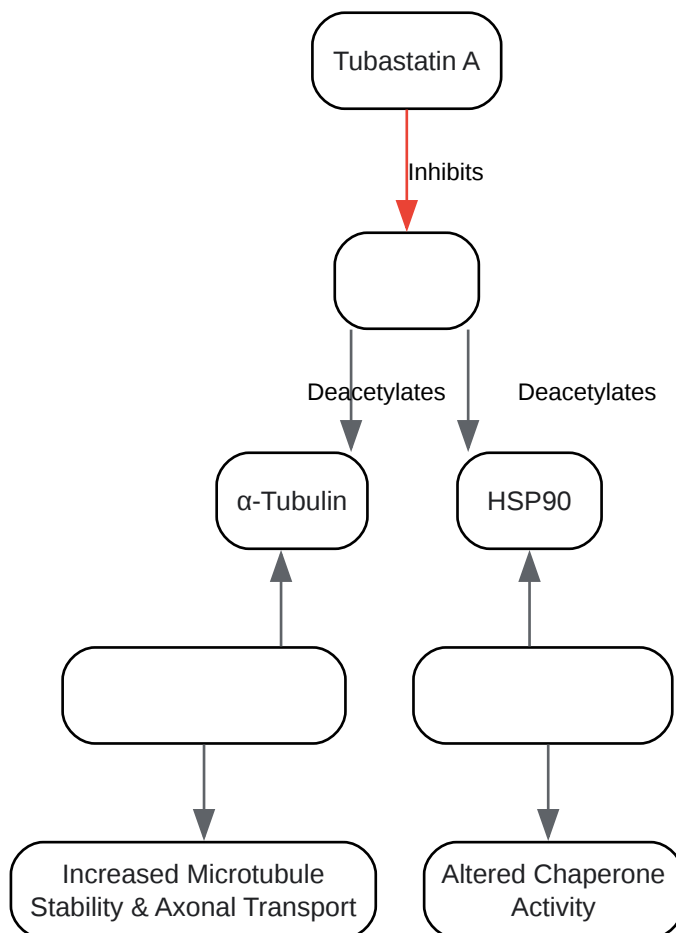 Tubastatin A
Inhibits
Deacetylates
Deacetylates
α-Tubulin
HSP90
Increased Microtubule
Stability & Axonal Transport
Altered Chaperone
Activity